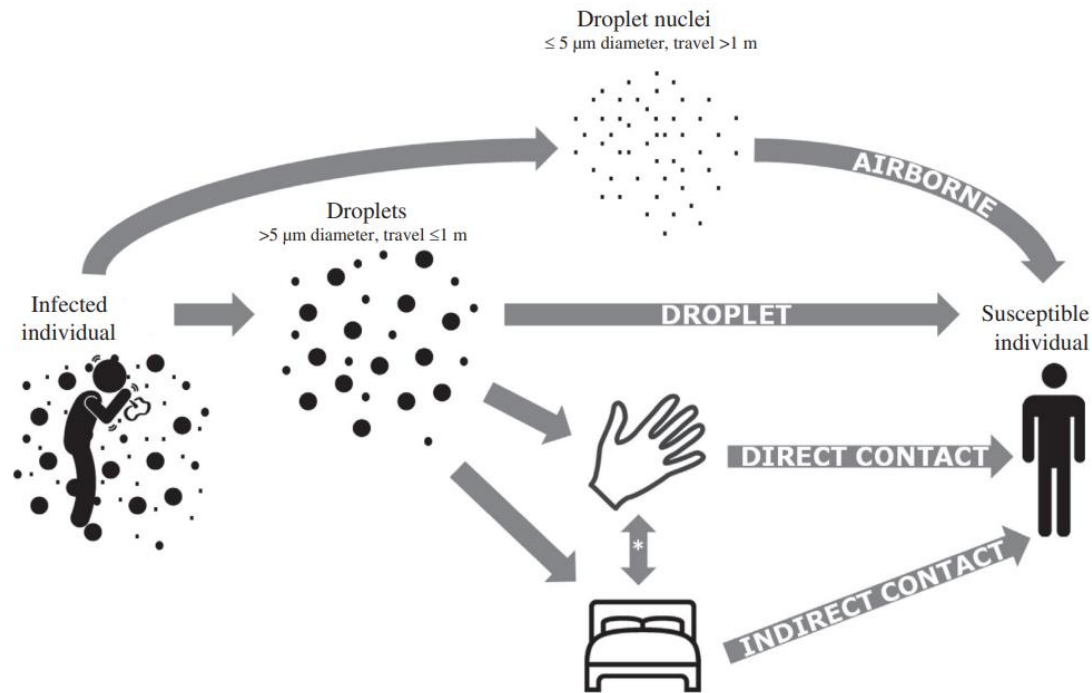 Droplet nuclei
≤ 5 μm diameter, travel >1 m
AIRBORNE
Droplets
>5 μm diameter, travel ≤1 m
Infected
individual
DROPLET
Susceptible
individual
DIRECT CONTACT
*
INDIRECT CONTACT